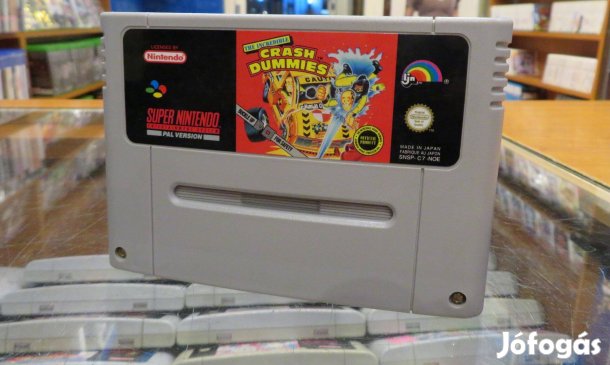 LICENSED BY
Nintendo
SUPER NINTENDO
ENTERTAINMENT SYSTEM
PAL VERSION
THE INCREDIBLE
CRASH
DUMMIES
ljn
MADE IN JAPAN
FABRIQUÉ AU JAPON
SNSP-C7-NOE
Jófogás